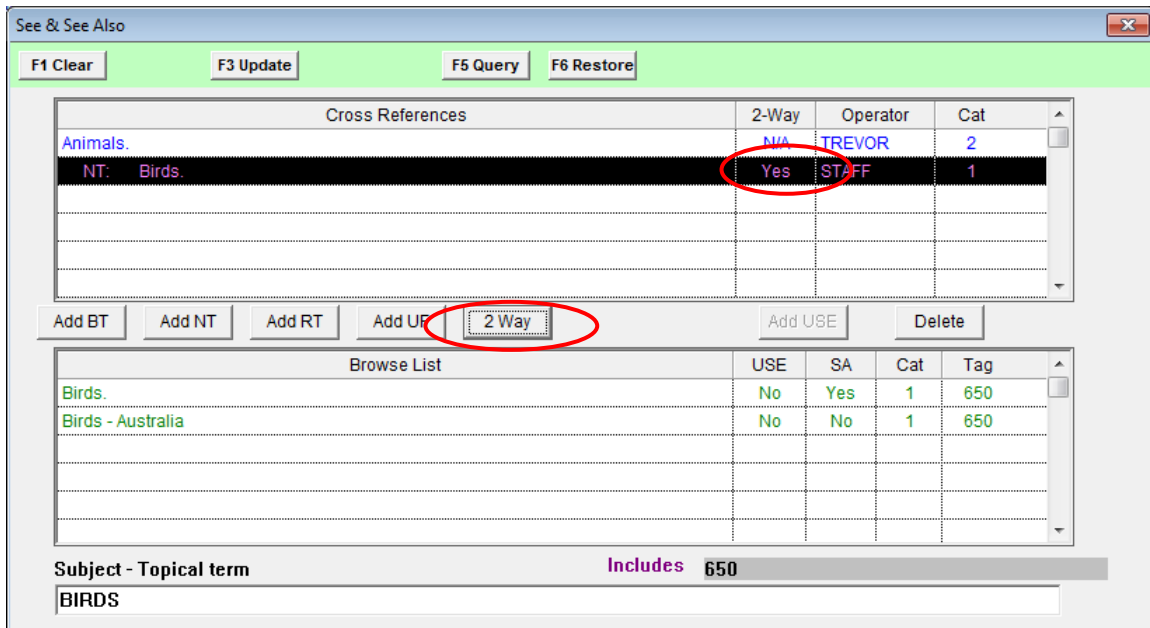 See & See Also
F1 Clear F3 Update F5 Query F6 Restore
Cross References 2-Way Operator Cat
Animals. N/A TREVOR 2
NT: Birds. Yes STAFF 1
Add BT Add NT Add RT Add UF 2 Way Add USE Delete
Browse List USE SA Cat Tag
Birds. No Yes 1 650
Birds - Australia No No 1 650
Subject - Topical term Includes 650
BIRDS